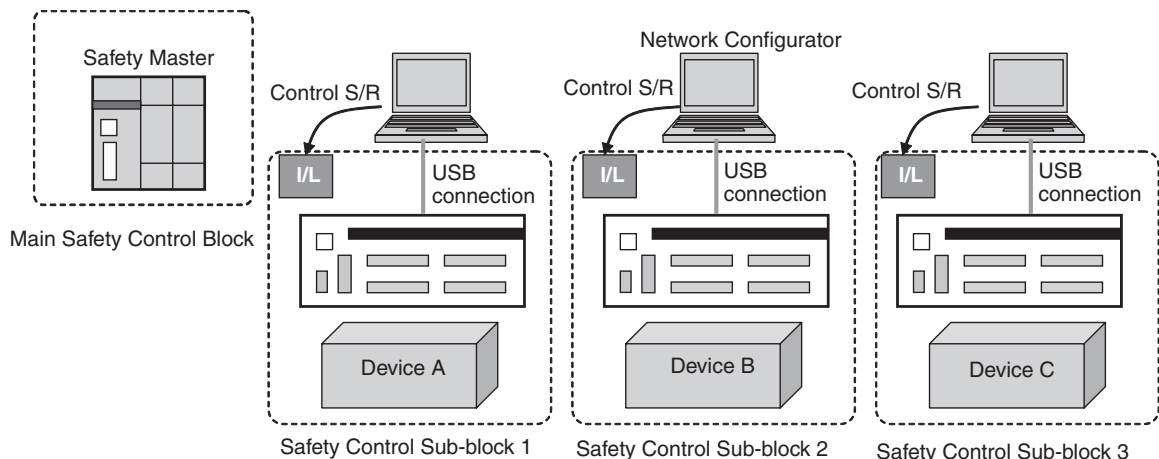 Safety Master
Main Safety Control Block
Network Configurator
Control S/R
I/L
USB
connection
Device A
Safety Control Sub-block 1
Control S/R
I/L
USB
connection
Device B
Safety Control Sub-block 2
Control S/R
I/L
USB
connection
Device C
Safety Control Sub-block 3